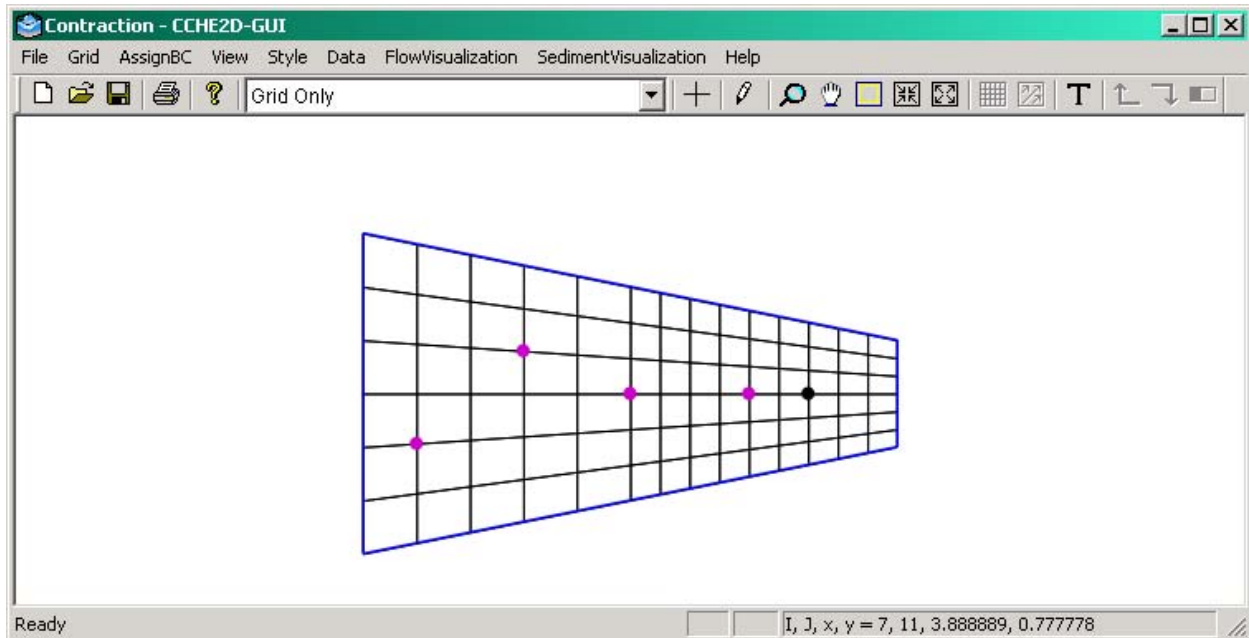 Contraction - CCHE2D-GUI
File Grid AssignBC View Style Data FlowVisualization SedimentVisualization Help
? Grid Only T
Ready I, J, x, y = 7, 11, 3.888889, 0.777778